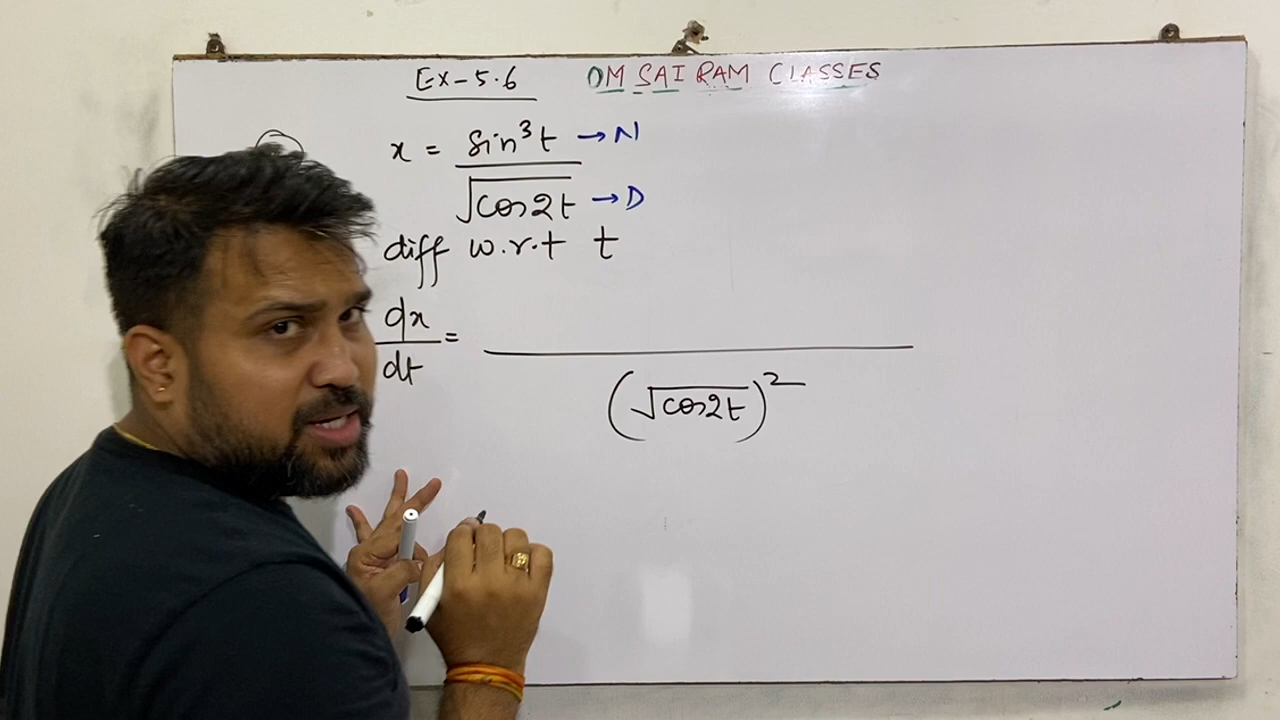 Ex-5.6 OM SAI RAM CLASSES
x = sin³t →N
√cos2t →D
diff w.r.t t
dx
dt =
(√cos2t)²